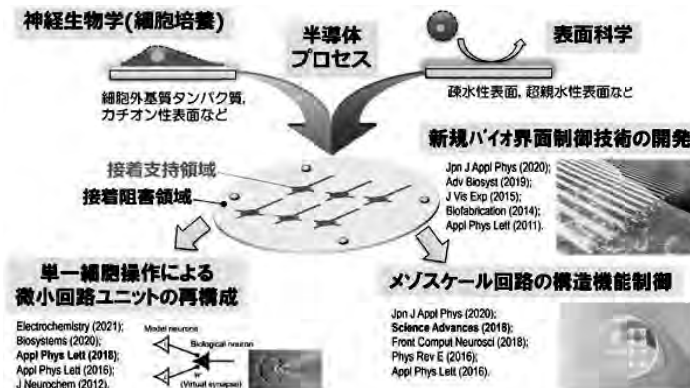 神経生物学(細胞培養)
半導体
プロセス
表面科学
細胞外基質タンパク質,
カチオン性表面など
疎水性表面, 超親水性表面など
新規バイオ界面制御技術の開発
接着支持領域
接着阻害領域
Jpn J Appl Phys (2020);
Adv Biosyst (2019);
J Vis Exp (2015);
Biofabrication (2014);
Appl Phys Lett (2011).
単一細胞操作による
微小回路ユニットの再構成
Electrochemistry (2021);
Biosystems (2020);
Appl Phys Lett (2018);
Appl Phys Lett (2016);
J Neurochem (2012).
Model neurons
Biological neuron
(Virtual synapse)
メゾスケール回路の構造機能制御
Jpn J Appl Phys (2020);
Science Advances (2018);
Front Comput Neurosci (2018);
Phys Rev E (2016);
Appl Phys Lett (2016).